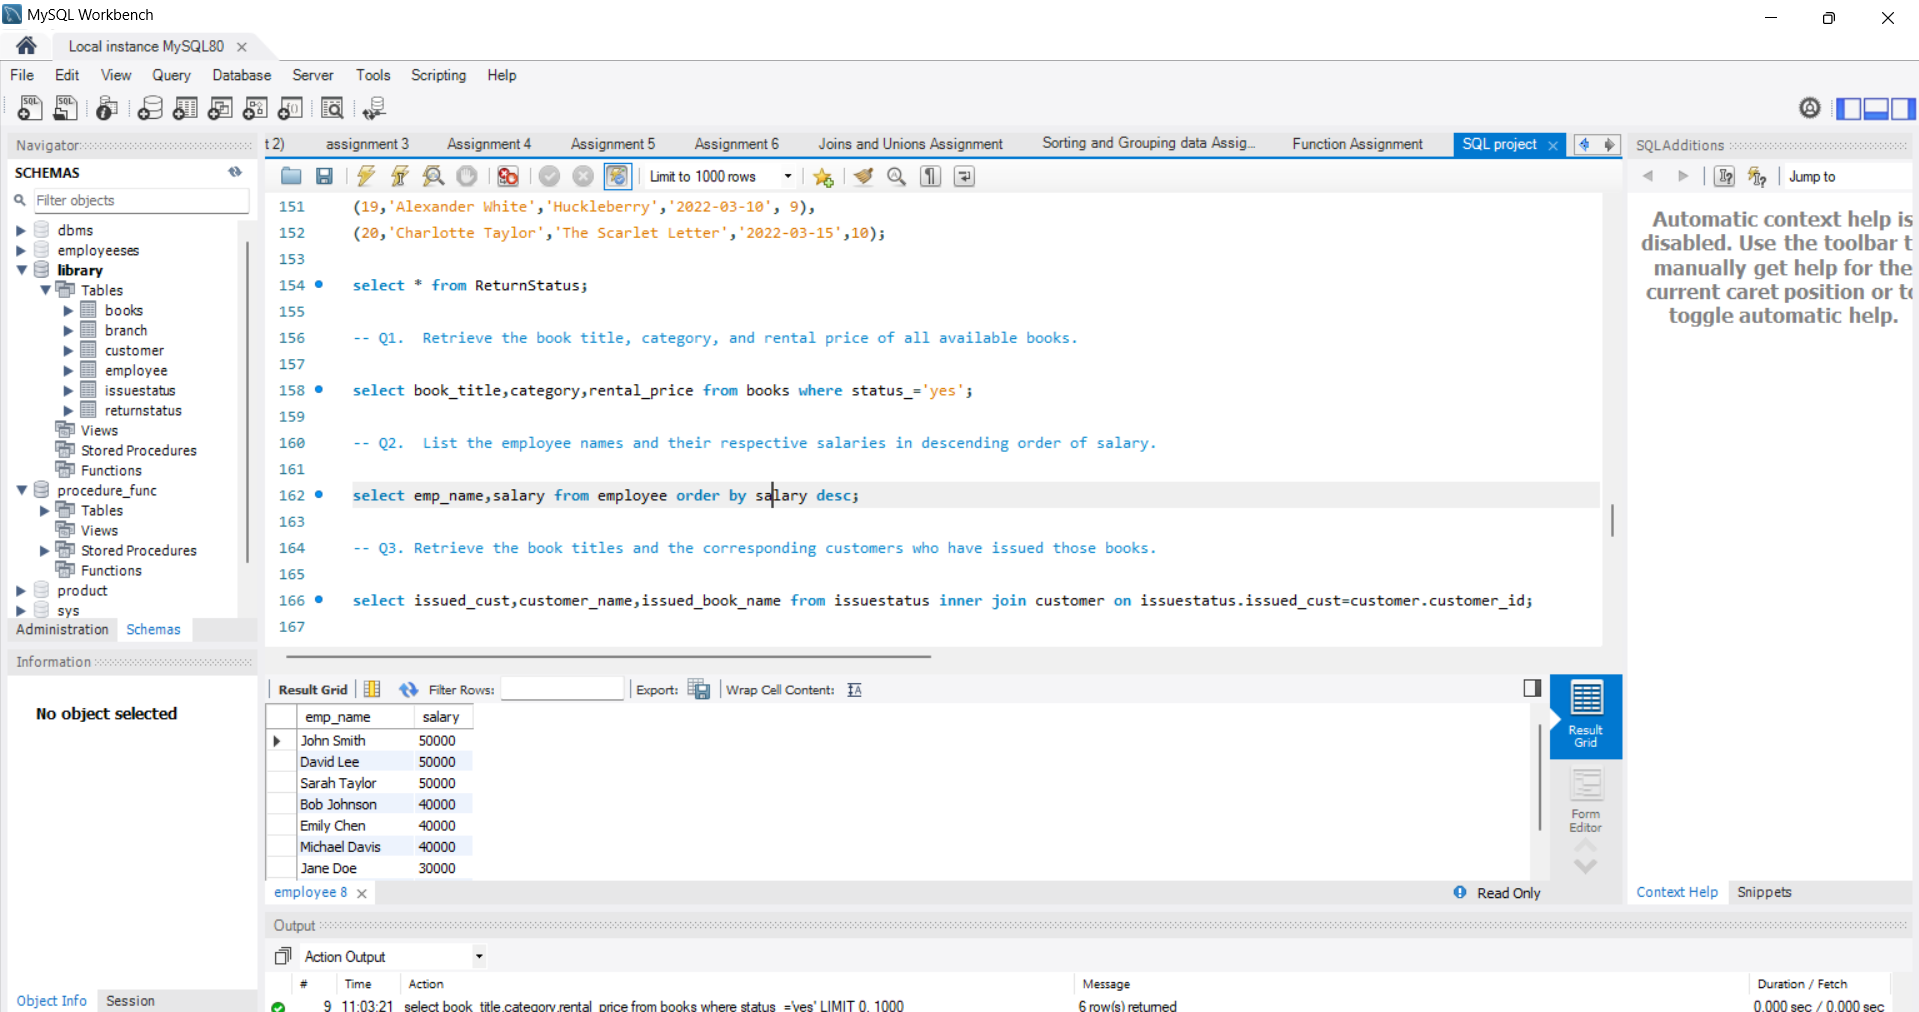 MySQL Workbench
Local instance MySQL80
File Edit View Query Database Server Tools Scripting Help
Navigator
SCHEMAS
Filter objects
dbms
employeeses
library
Tables
books
branch
customer
employee
issuestatus
returnstatus
Views
Stored Procedures
Functions
procedure_func
Tables
Views
Stored Procedures
Functions
product
sys
Administration Schemas
Information
No object selected
Object Info Session
t 2) assignment 3 Assignment 4 Assignment 5 Assignment 6 Joins and Unions Assignment Sorting and Grouping data Assig... Function Assignment SQL project
Limit to 1000 rows
151 (19,'Alexander White','Huckleberry','2022-03-10', 9),
152 (20,'Charlotte Taylor','The Scarlet Letter','2022-03-15',10);
153
154 select * from ReturnStatus;
155
156 -- Q1. Retrieve the book title, category, and rental price of all available books.
157
158 select book_title,category,rental_price from books where status_='yes';
159
160 -- Q2. List the employee names and their respective salaries in descending order of salary.
161
162 select emp_name,salary from employee order by salary desc;
163
164 -- Q3. Retrieve the book titles and the corresponding customers who have issued those books.
165
166 select issued_cust,customer_name,issued_book_name from issuestatus inner join customer on issuestatus.issued_cust=customer.customer_id;
167
Result Grid Filter Rows: Export: Wrap Cell Content:
emp_name salary
John Smith 50000
David Lee 50000
Sarah Taylor 50000
Bob Johnson 40000
Emily Chen 40000
Michael Davis 40000
Jane Doe 30000
Result
Grid
Form
Editor
employee 8
Read Only
SQLAdditions
Jump to
Automatic context help is
disabled. Use the toolbar t
manually get help for the
current caret position or to
toggle automatic help.
Context Help Snippets
Output
Action Output
# Time Action Message Duration / Fetch
9 11:03:21 select book_title,category,rental_price from books where status_='yes' LIMIT 0, 1000 6 row(s) returned 0.000 sec / 0.000 sec